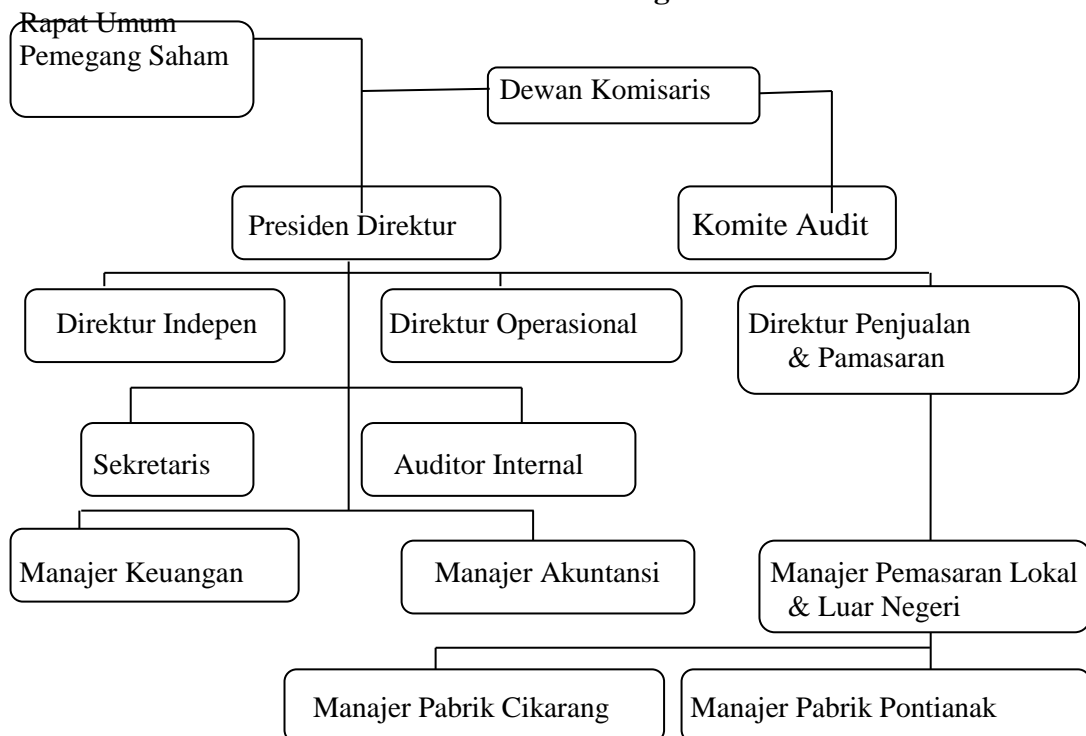 Rapat Umum
Pemegang Saham
Dewan Komisaris
Presiden Direktur
Komite Audit
Direktur Indepen
Direktur Operasional
Direktur Penjualan
& Pamasaran
Sekretaris
Auditor Internal
Manajer Keuangan
Manajer Akuntansi
Manajer Pemasaran Lokal
& Luar Negeri
Manajer Pabrik Cikarang
Manajer Pabrik Pontianak